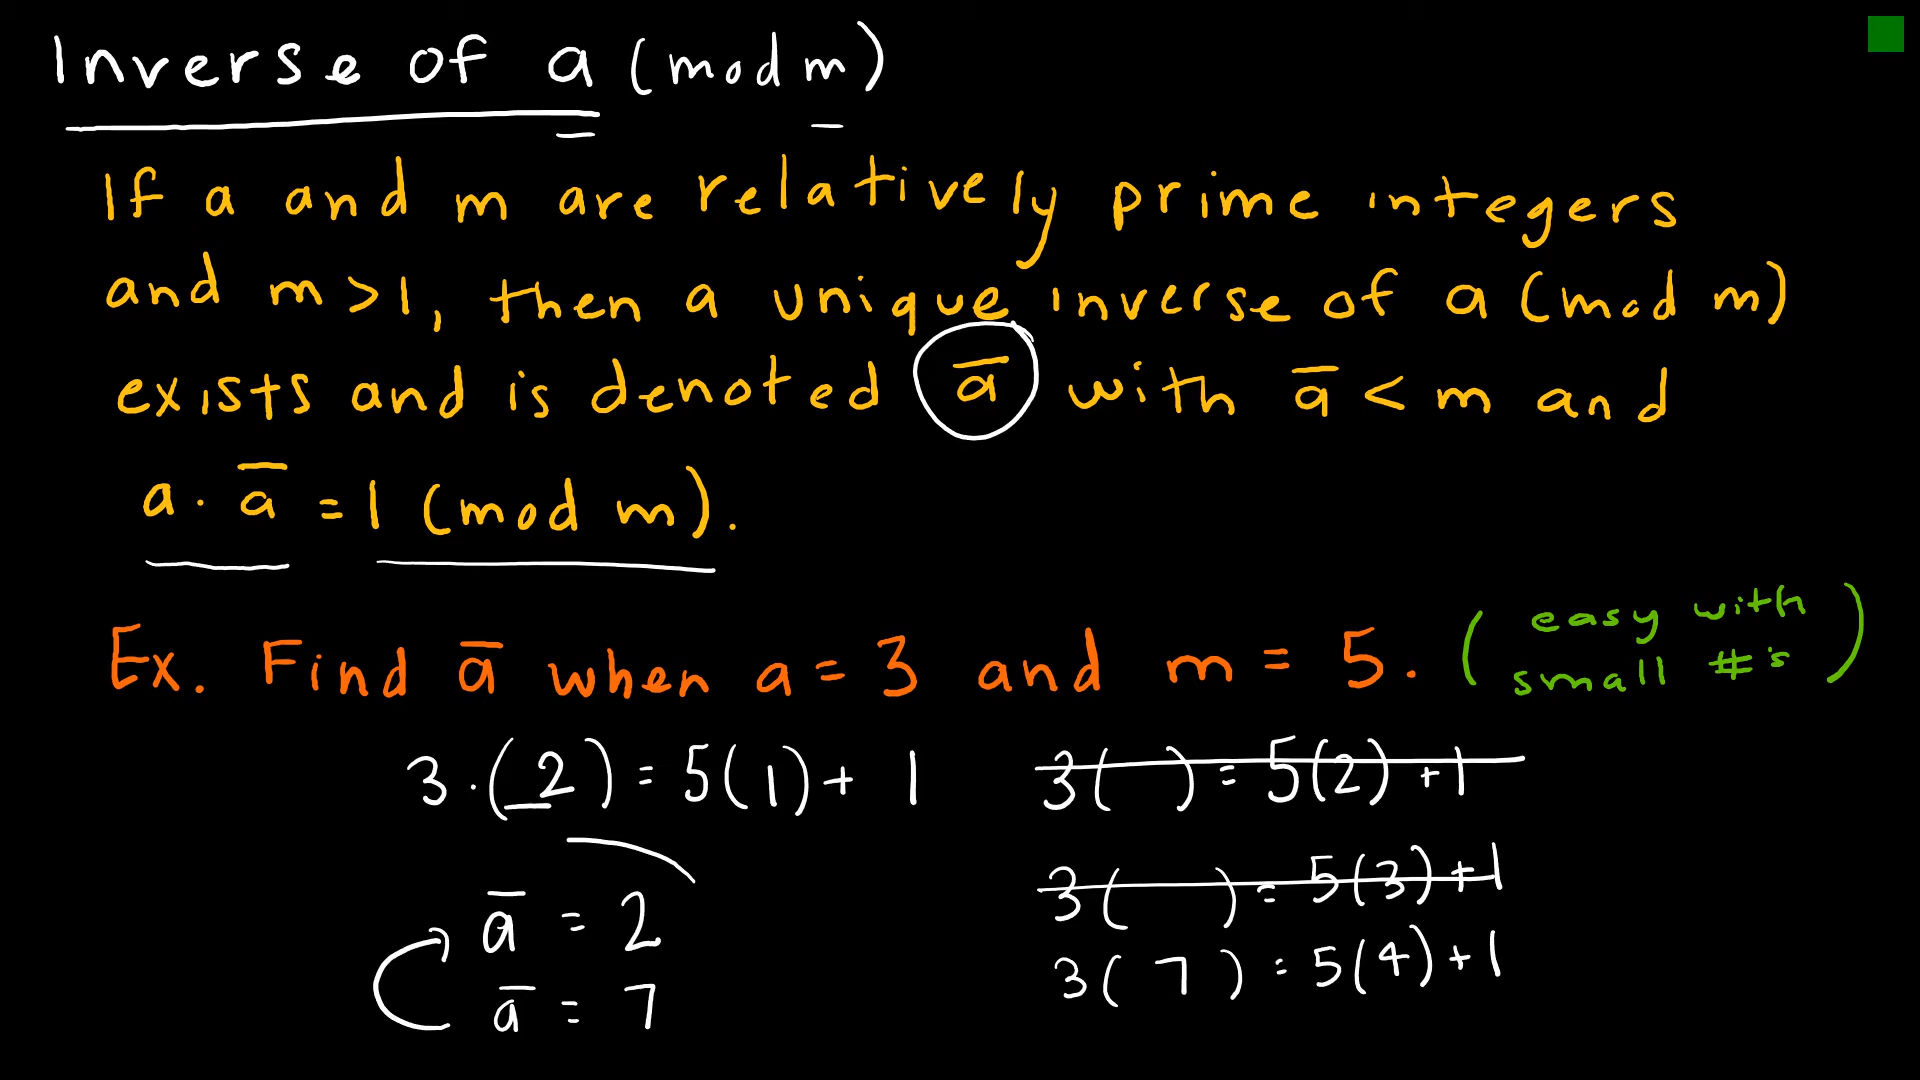 Inverse of a (mod m)
If a and m are relatively prime integers
and m > 1, then a unique inverse of a (mod m)
exists and is denoted a̅ with a̅ < m and
a · a̅ = 1 (mod m).
Ex. Find a̅ when a = 3 and m = 5. (easy with small #'s)
3 · (2) = 5(1) + 1
a̅ = 2
a̅ = 7
3( ) = 5(2) + 1
3( ) = 5(3) + 1
3( 7 ) = 5(4) + 1